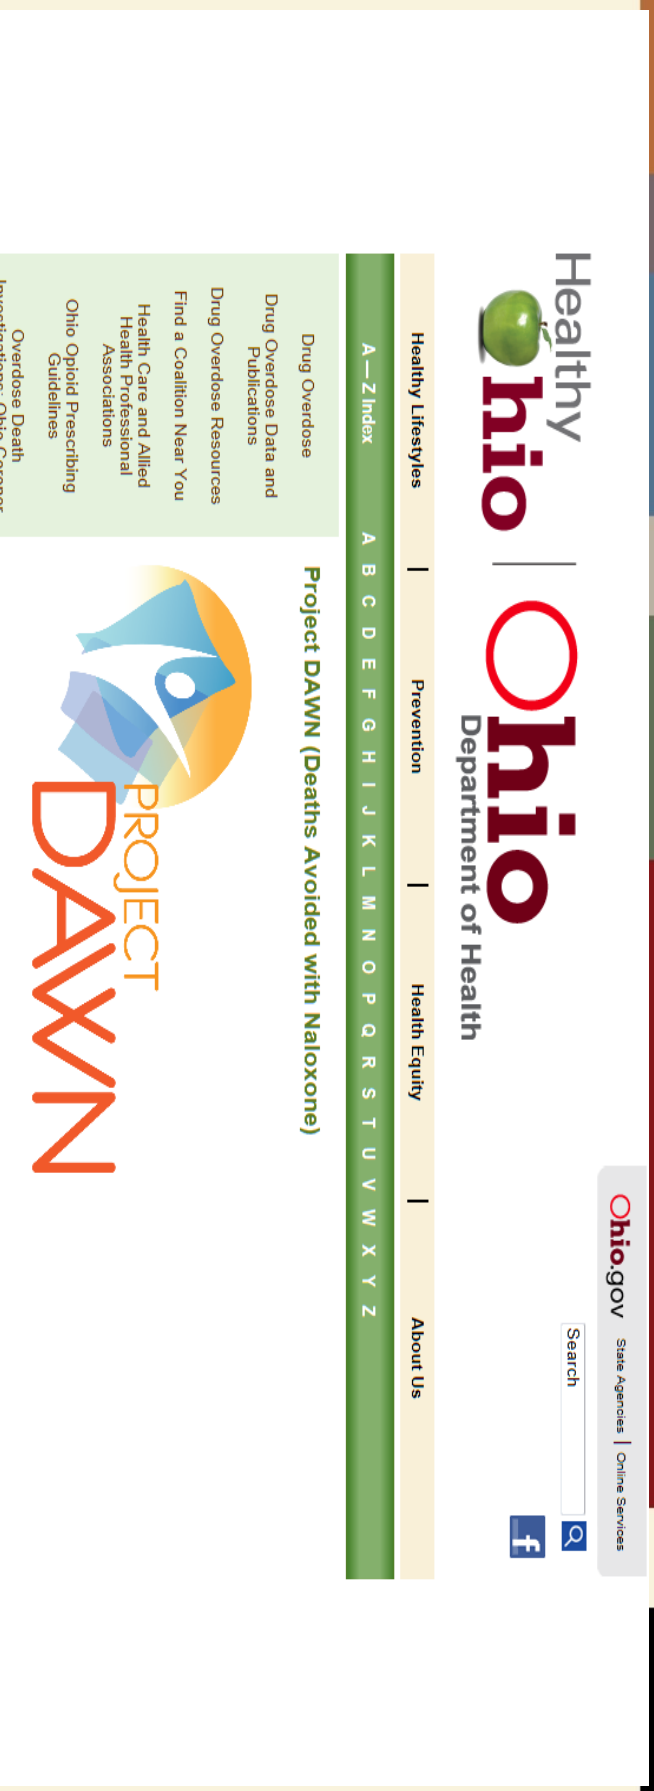 Ohio.gov State Agencies | Online Services
Healthy
Ohio | Ohio
Department of Health
Search
Healthy Lifestyles | Prevention | Health Equity | About Us
A — Z Index A B C D E F G H I J K L M N O P Q R S T U V W X Y Z
Drug Overdose
Drug Overdose Data and
Publications
Drug Overdose Resources
Find a Coalition Near You
Health Care and Allied
Health Professional
Associations
Ohio Opioid Prescribing
Guidelines
Overdose Death
Project DAWN (Deaths Avoided with Naloxone)
PROJECT
DAWN